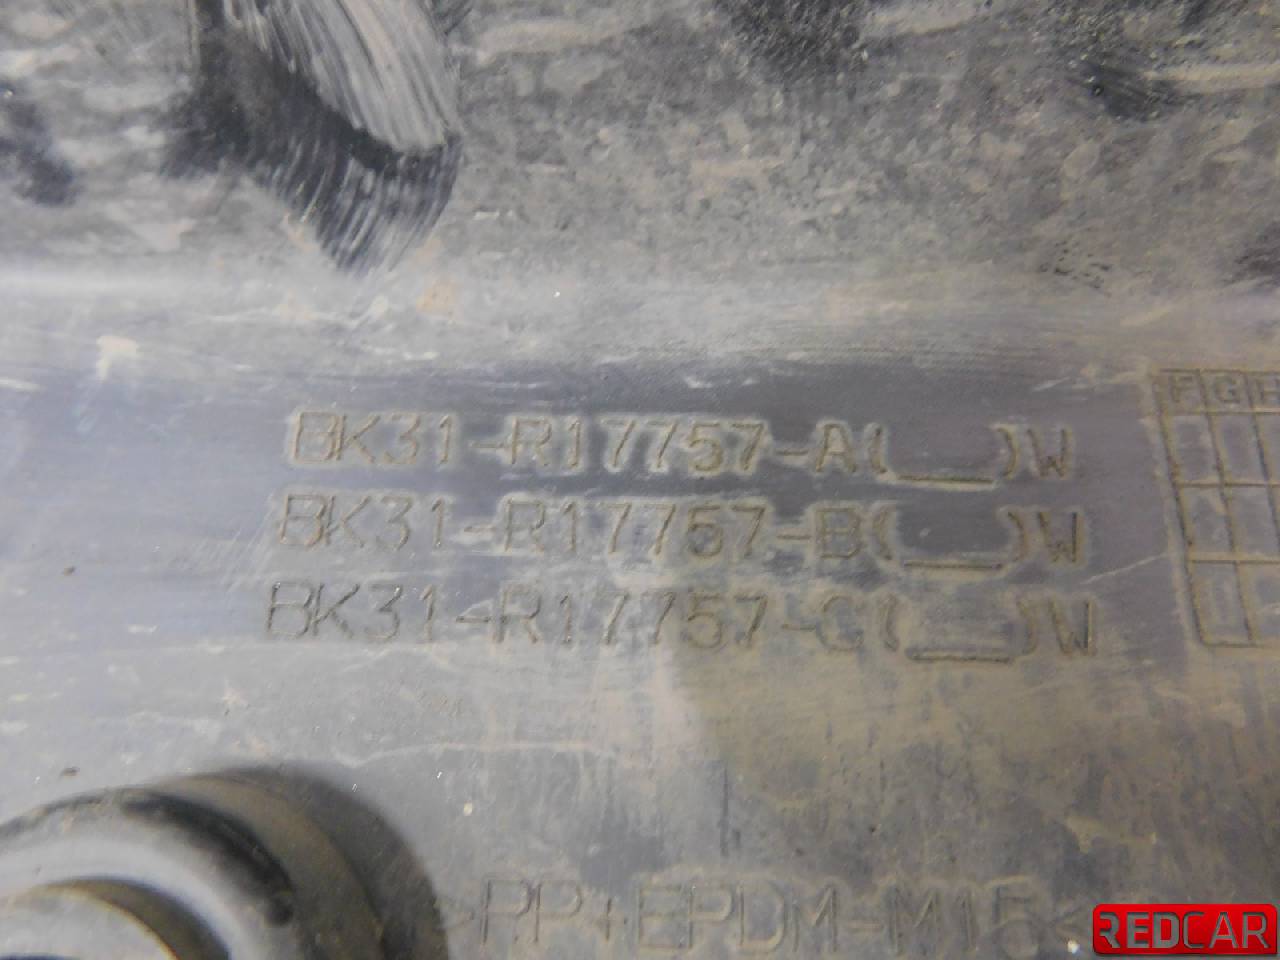 BK31-R17757-A(__)W
BK31-R17757-B(__)W
BK31-R17757-C(__)W
F G H
>PP+EPDM-M15<
REDCAR